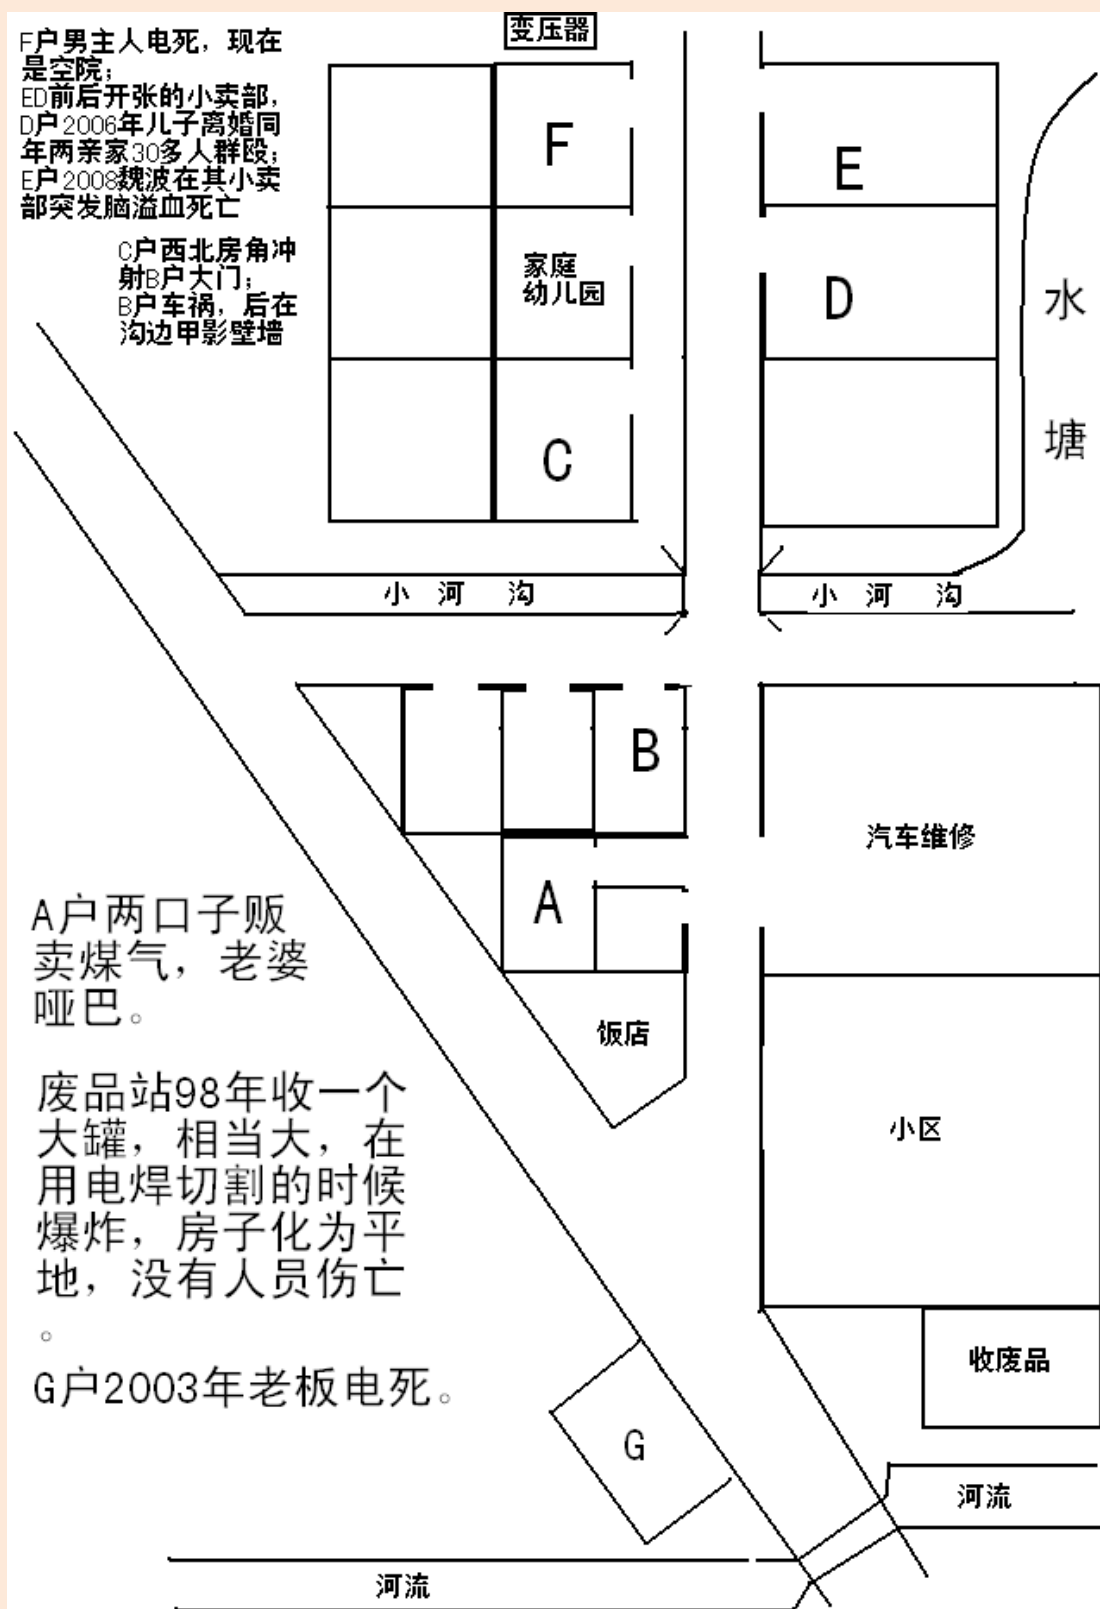 变压器
F户男主人电死，现在
是空院；
ED前后开张的小卖部，
D户2006年儿子离婚同
年两亲家30多人群殴；
E户2008魏波在其小卖
部突发脑溢血死亡
C户西北房角冲
射B户大门；
B户车祸，后在
沟边甲影壁墙
F
E
家庭
幼儿园
D
水
塘
C
小 河 沟
小 河 沟
B
汽车维修
A户两口子贩
卖煤气，老婆
哑巴。
A
饭店
废品站98年收一个
大罐，相当大，在
用电焊切割的时候
爆炸，房子化为平
地，没有人员伤亡
。
小区
G户2003年老板电死。
收废品
G
河流
河流